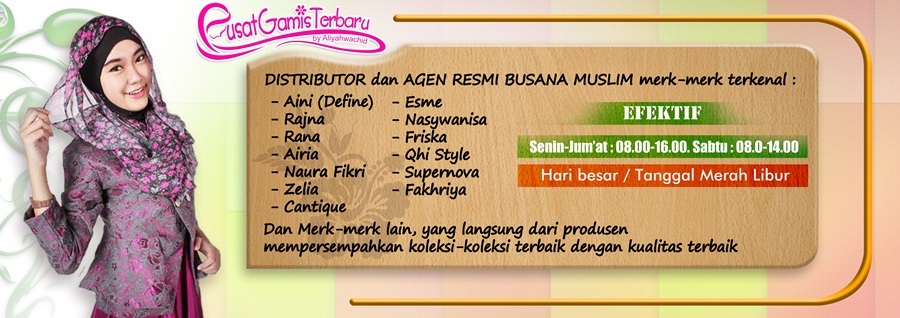 PusatGamisTerbaru
by Aliyahwachid
DISTRIBUTOR dan AGEN RESMI BUSANA MUSLIM merk-merk terkenal :
- Aini (Define)
- Rajna
- Rana
- Airia
- Naura Fikri
- Zelia
- Cantique
- Esme
- Nasywanisa
- Friska
- Qhi Style
- Supernova
- Fakhriya
EFEKTIF
Senin-Jum'at : 08.00-16.00. Sabtu : 08.0-14.00
Hari besar / Tanggal Merah Libur
Dan Merk-merk lain, yang langsung dari produsen
mempersempahkan koleksi-koleksi terbaik dengan kualitas terbaik